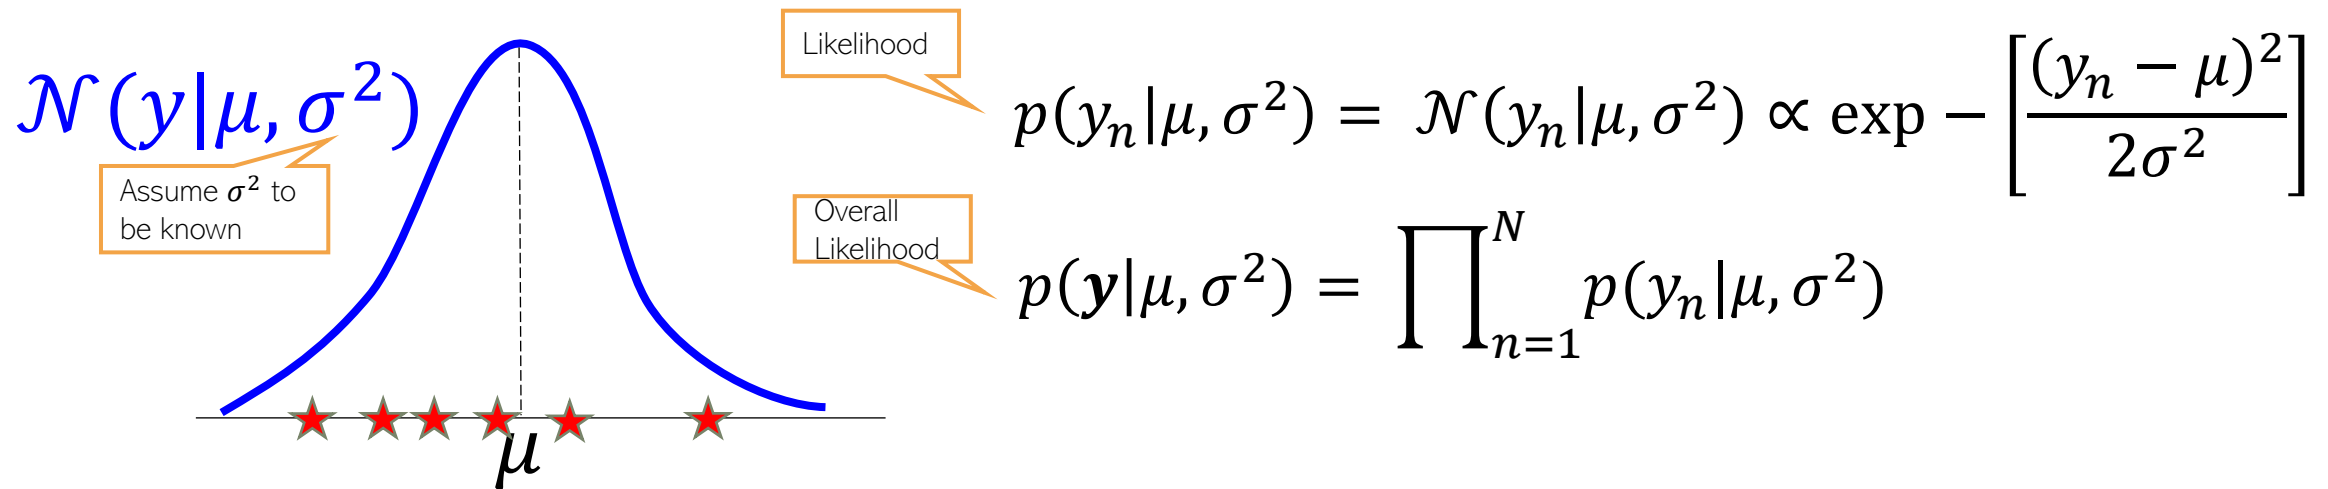 𝒩(y|μ, σ²)
Assume σ² to
be known
μ
Likelihood
p(yₙ|μ, σ²) = 𝒩(yₙ|μ, σ²) ∝ exp − [(yₙ − μ)² / 2σ²]
Overall
Likelihood
p(𝒚|μ, σ²) = ∏ₙ₌₁ᴺ p(yₙ|μ, σ²)